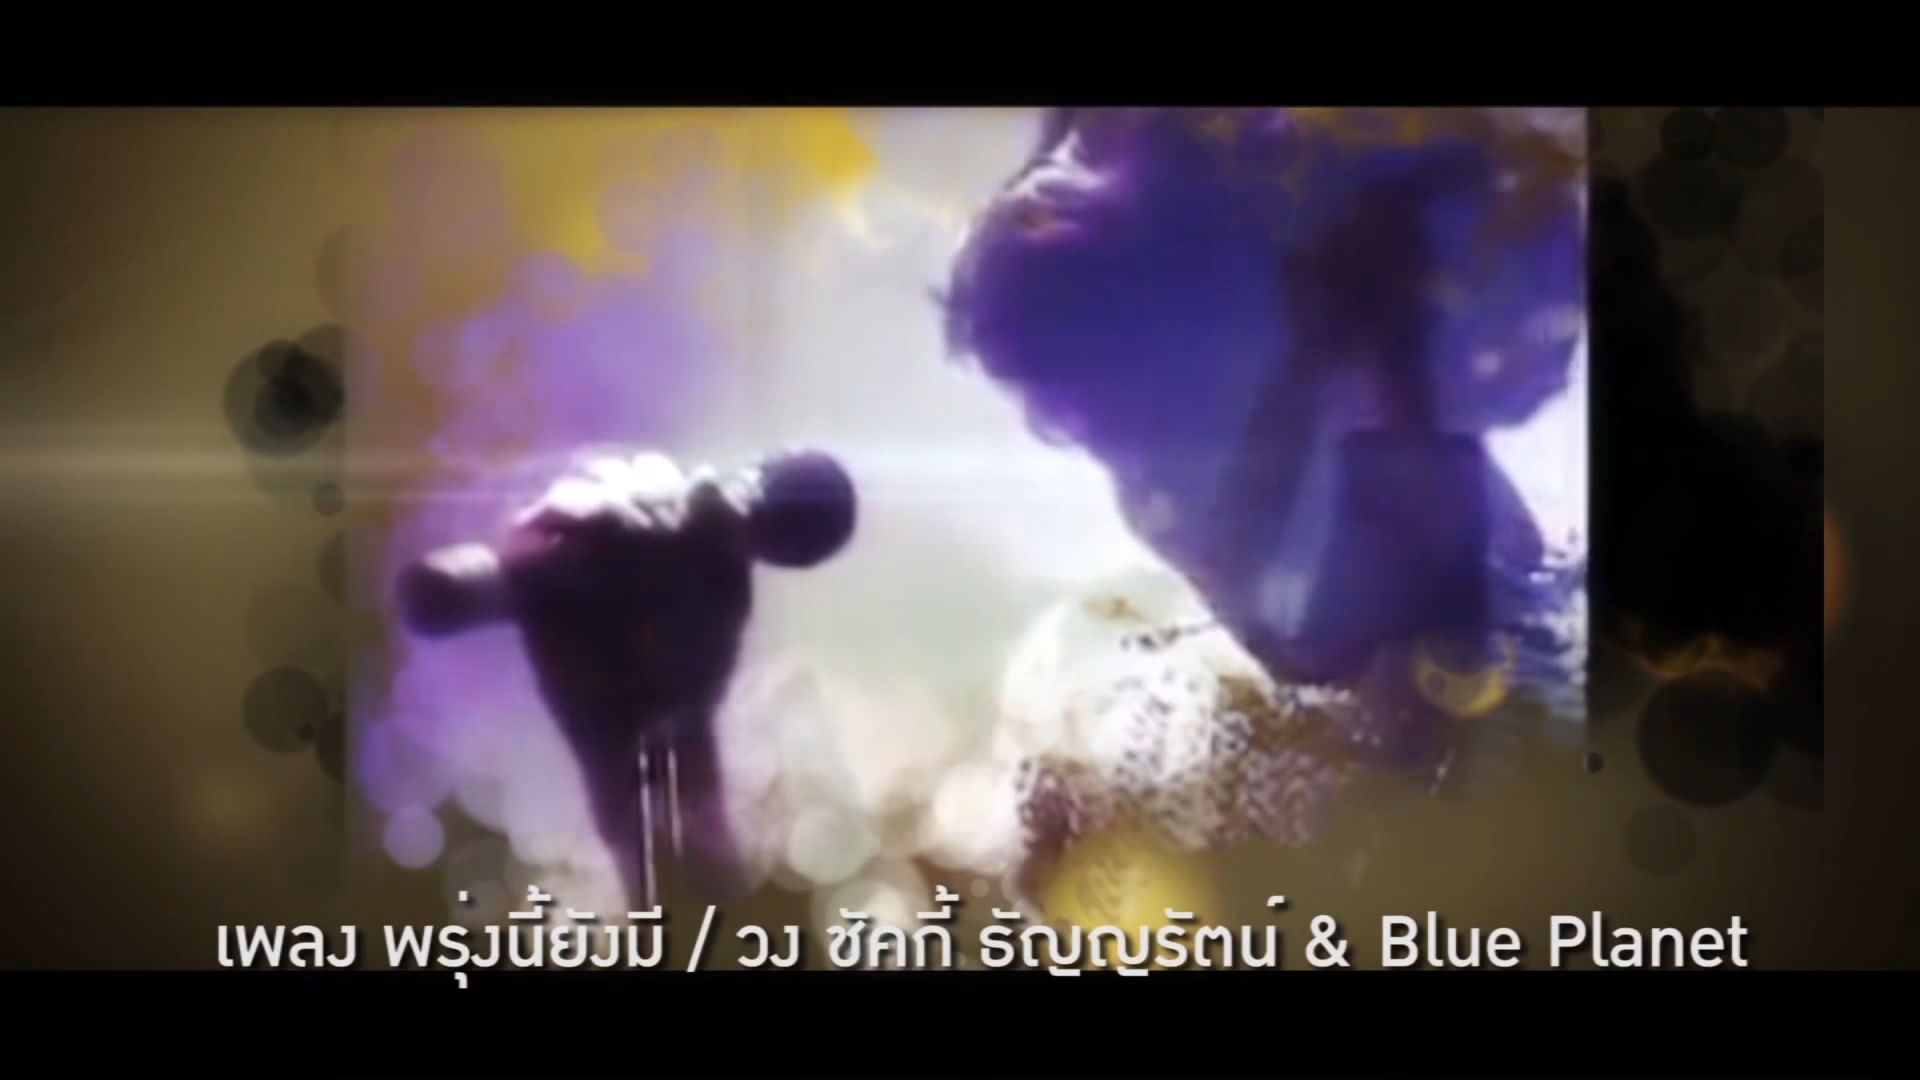 เพลง พรุ่งนี้ยังมี / วง ชัคกี้ ธัญญรัตน์ & Blue Planet